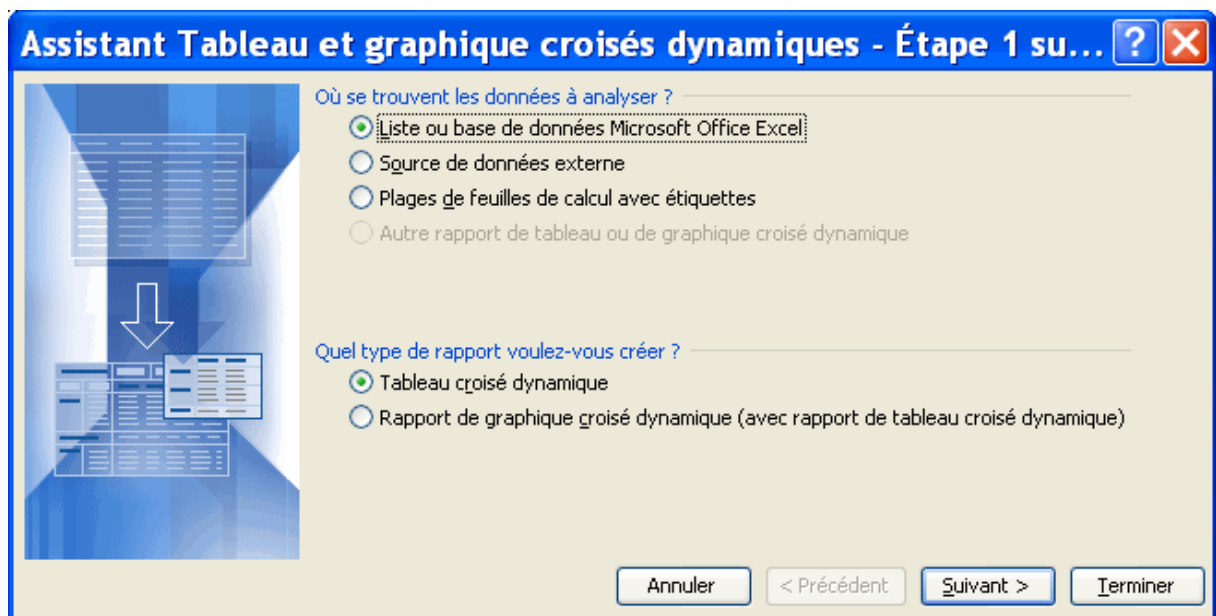 Assistant Tableau et graphique croisés dynamiques - Étape 1 su...
Où se trouvent les données à analyser ?
Liste ou base de données Microsoft Office Excel
Source de données externe
Plages de feuilles de calcul avec étiquettes
Autre rapport de tableau ou de graphique croisé dynamique
Quel type de rapport voulez-vous créer ?
Tableau croisé dynamique
Rapport de graphique croisé dynamique (avec rapport de tableau croisé dynamique)
Annuler < Précédent Suivant > Terminer